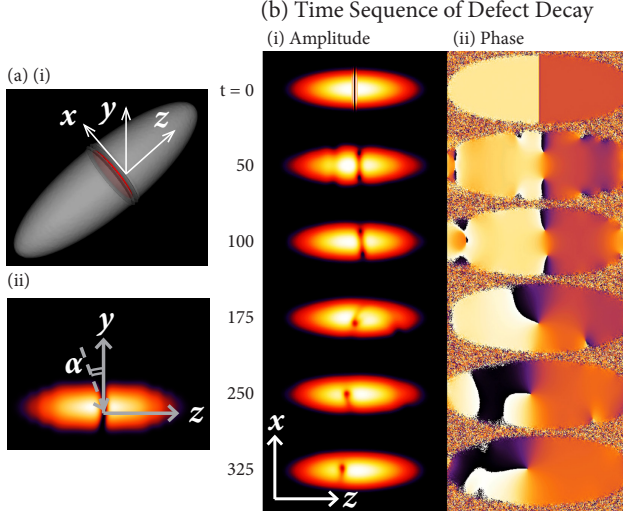 (b) Time Sequence of Defect Decay
(i) Amplitude
(ii) Phase
(a) (i)
x
y
z
(ii)
y
α
z
t = 0
50
100
175
250
325
x
z